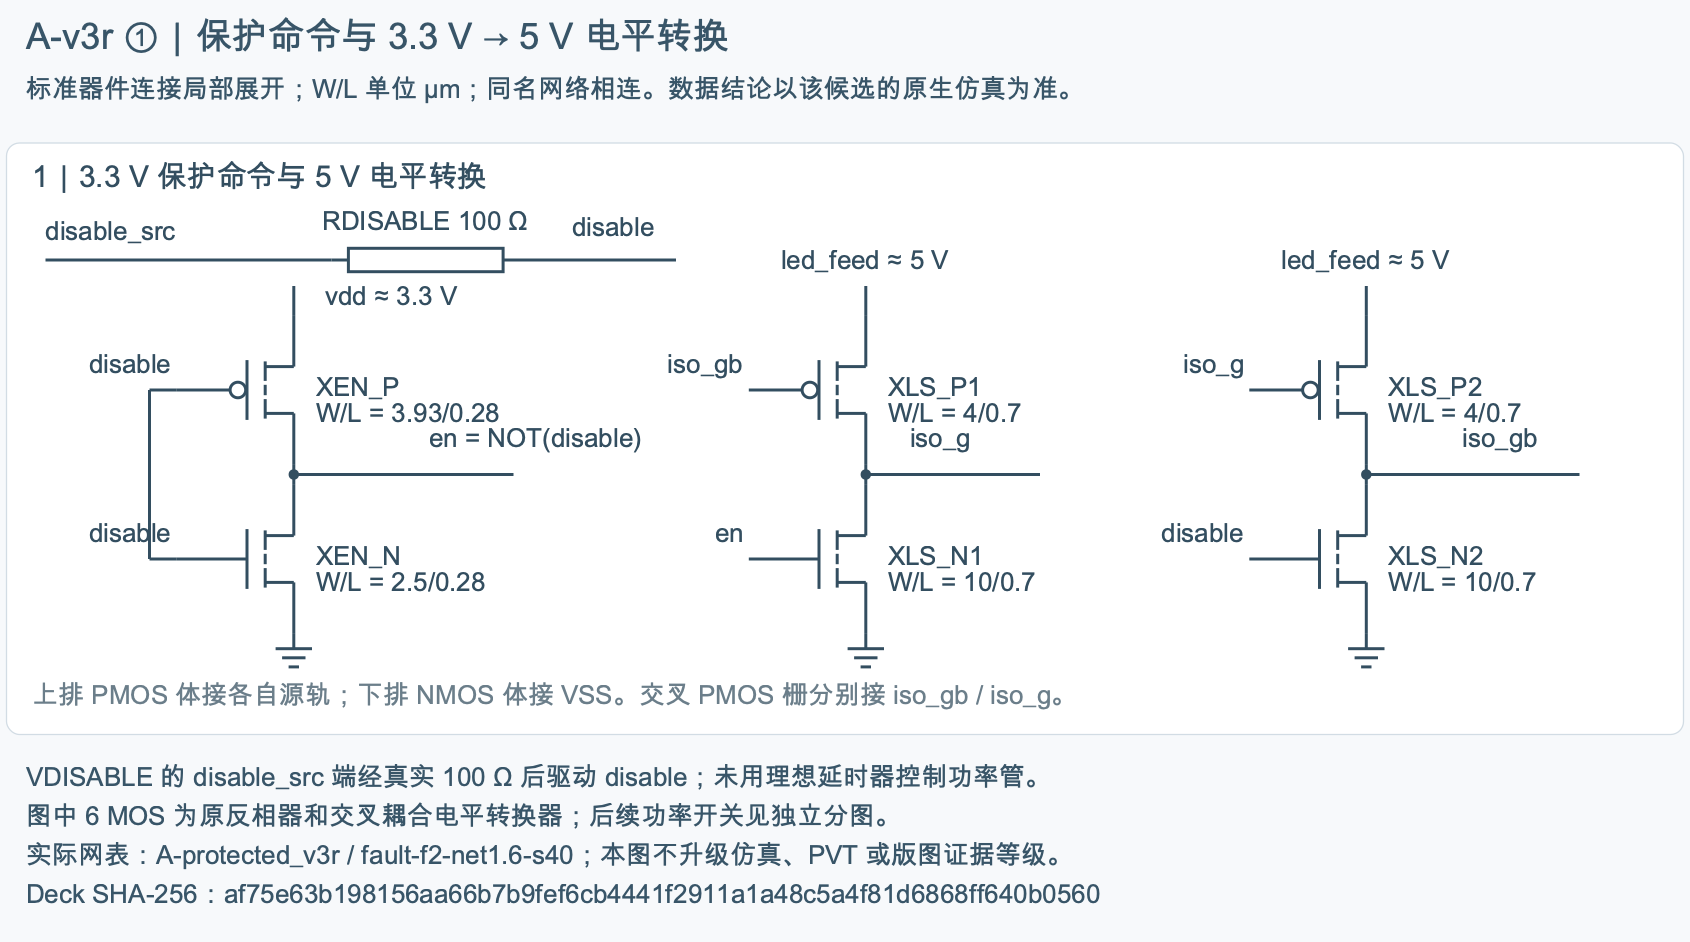 A-v3r ①｜保护命令与 3.3 V→5 V 电平转换
标准器件连接局部展开；W/L 单位 μm；同名网络相连。数据结论以该候选的原生仿真为准。
1｜3.3 V 保护命令与 5 V 电平转换
disable_src
RDISABLE 100 Ω
disable
vdd ≈ 3.3 V
disable
XEN_P
W/L = 3.93/0.28
en = NOT(disable)
disable
XEN_N
W/L = 2.5/0.28
led_feed ≈ 5 V
iso_gb
XLS_P1
W/L = 4/0.7
iso_g
en
XLS_N1
W/L = 10/0.7
led_feed ≈ 5 V
iso_g
XLS_P2
W/L = 4/0.7
iso_gb
disable
XLS_N2
W/L = 10/0.7
上排 PMOS 体接各自源轨；下排 NMOS 体接 VSS。交叉 PMOS 栅分别接 iso_gb / iso_g。
VDISABLE 的 disable_src 端经真实 100 Ω 后驱动 disable；未用理想延时器控制功率管。
图中 6 MOS 为原反相器和交叉耦合电平转换器；后续功率开关见独立分图。
实际网表：A-protected_v3r / fault-f2-net1.6-s40；本图不升级仿真、PVT 或版图证据等级。
Deck SHA-256：af75e63b198156aa66b7b9fef6cb4441f2911a1a48c5a4f81d6868ff640b0560